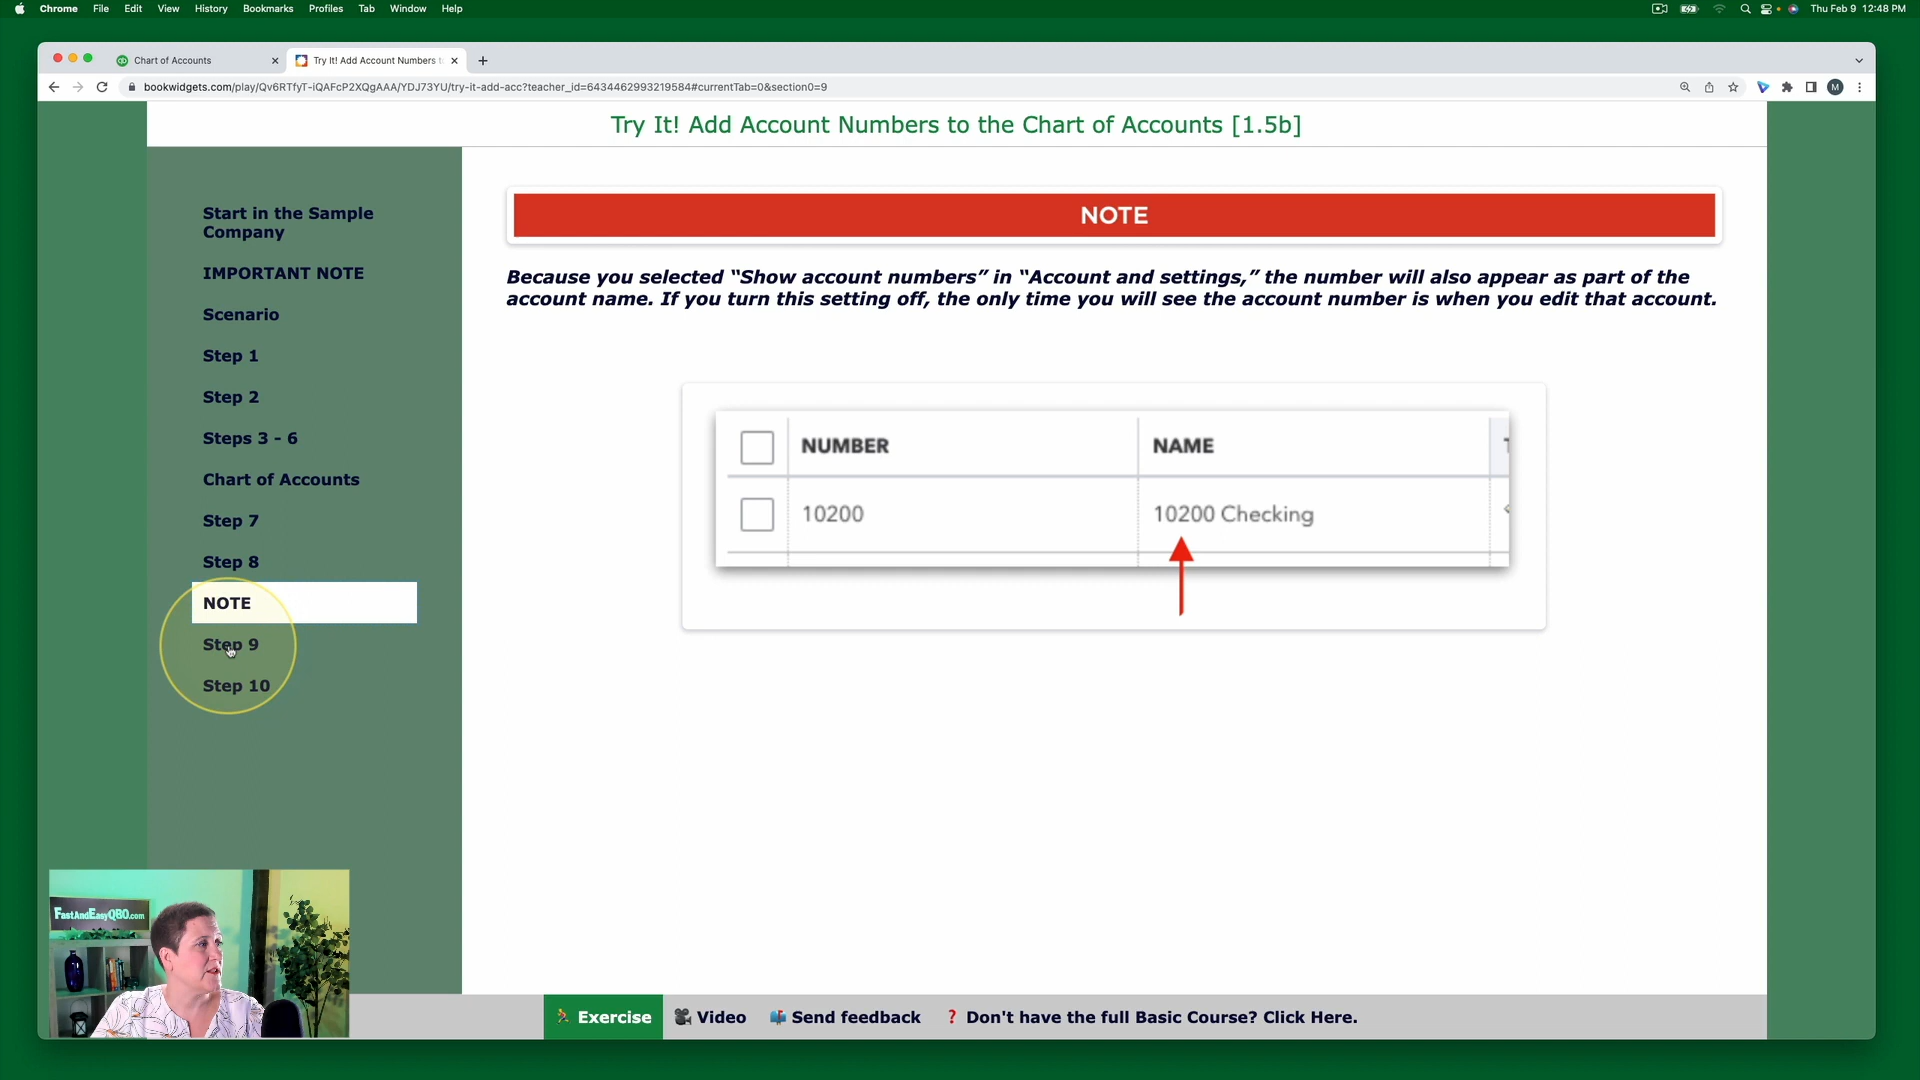 Chrome File Edit View History Bookmarks Profiles Tab Window Help Thu Feb 9 12:48 PM
Chart of Accounts Try It! Add Account Numbers to
bookwidgets.com/play/Qv6RTfyT-iQAFcP2XQgAAA/YDJ73YU/try-it-add-acc?teacher_id=6434462993219584#currentTab=0&section0=9 M
Try It! Add Account Numbers to the Chart of Accounts [1.5b]
Start in the Sample
Company
IMPORTANT NOTE
Scenario
Step 1
Step 2
Steps 3 - 6
Chart of Accounts
Step 7
Step 8
NOTE
Step 9
Step 10
NOTE
Because you selected “Show account numbers” in “Account and settings,” the number will also appear as part of the
account name. If you turn this setting off, the only time you will see the account number is when you edit that account.
NUMBER NAME
10200 10200 Checking
FastAndEasyQBO.com
Exercise Video Send feedback ? Don't have the full Basic Course? Click Here.